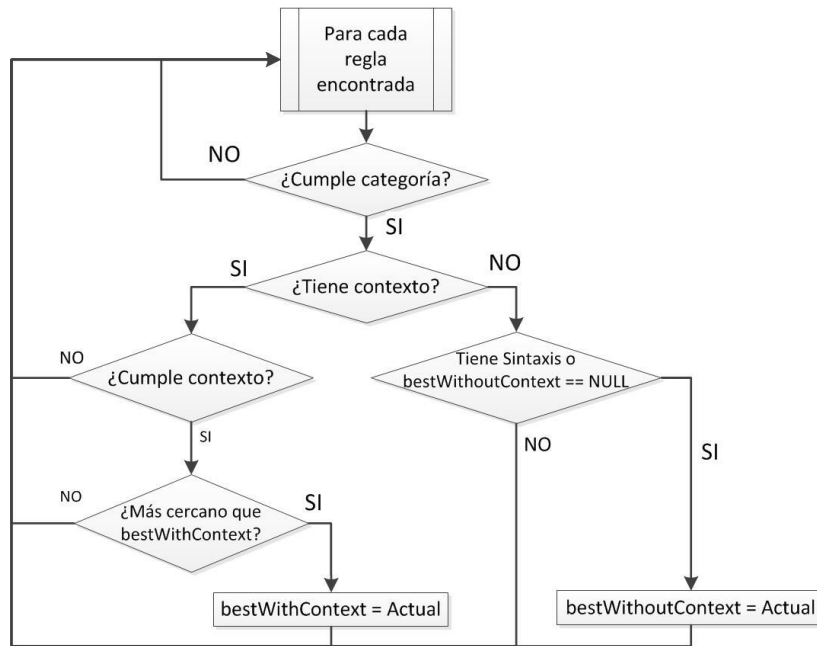 Para cada
regla
encontrada
NO
¿Cumple categoría?
SI
SI
NO
¿Tiene contexto?
NO
¿Cumple contexto?
Tiene Sintaxis o
bestWithoutContext == NULL
SI
NO
SI
NO
¿Más cercano que
bestWithContext?
SI
bestWithContext = Actual
bestWithoutContext = Actual